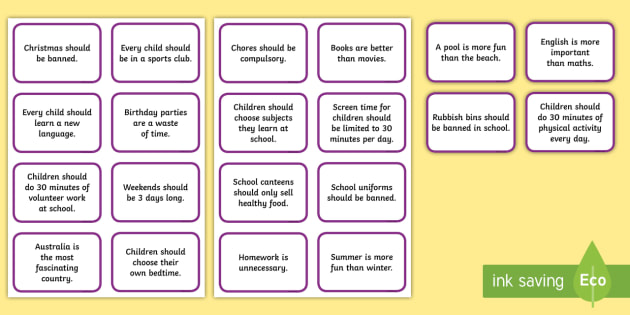 Christmas should
be banned.
Every child should
be in a sports club.
Every child should
learn a new
language.
Birthday parties
are a waste
of time.
Children should
do 30 minutes of
volunteer work
at school.
Weekends should
be 3 days long.
Australia is
the most
fascinating
country.
Children should
choose their
own bedtime.
Chores should be
compulsory.
Books are better
than movies.
Children should
choose subjects
they learn at
school.
Screen time for
children should
be limited to 30
minutes per day.
School canteens
should only sell
healthy food.
School uniforms
should be banned.
Homework is
unnecessary.
Summer is more
fun than winter.
A pool is more fun
than the beach.
English is more
important
than maths.
Rubbish bins should
be banned in school.
Children should
do 30 minutes of
physical activity
every day.
ink saving
Eco